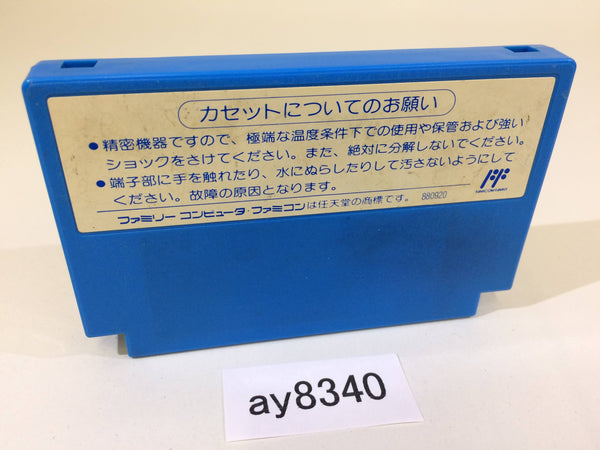 カセットについてのお願い
●精密機器ですので、極端な温度条件下での使用や保管および強い
ショックをさけてください。また、絶対に分解しないでください。
●端子部に手を触れたり、水にぬらしたりして汚さないようにして
ください。故障の原因となります。
ファミリーコンピュータ・ファミコンは任天堂の商標です。 880920
ay8340